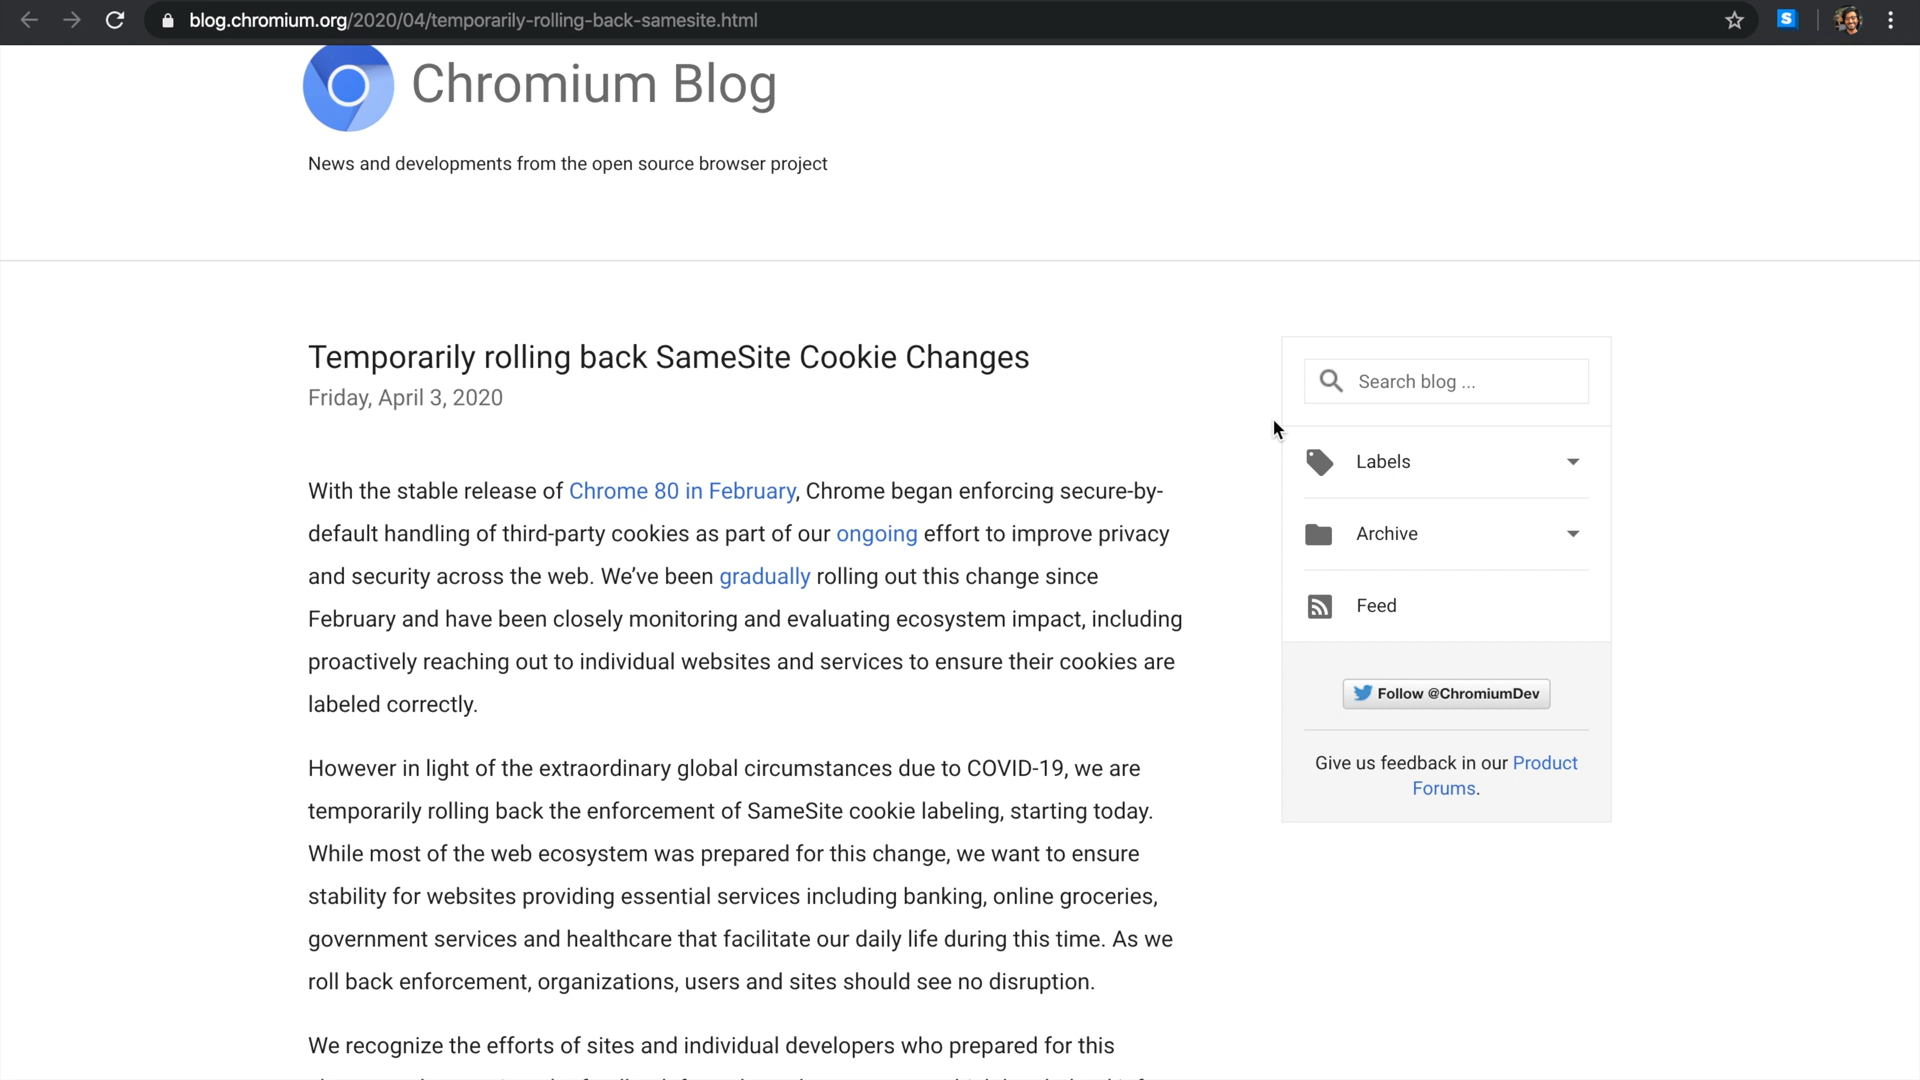 blog.chromium.org/2020/04/temporarily-rolling-back-samesite.html
S
Chromium Blog
News and developments from the open source browser project
Temporarily rolling back SameSite Cookie Changes
Friday, April 3, 2020
With the stable release of Chrome 80 in February, Chrome began enforcing secure-by-
default handling of third-party cookies as part of our ongoing effort to improve privacy
and security across the web. We’ve been gradually rolling out this change since
February and have been closely monitoring and evaluating ecosystem impact, including
proactively reaching out to individual websites and services to ensure their cookies are
labeled correctly.
However in light of the extraordinary global circumstances due to COVID-19, we are
temporarily rolling back the enforcement of SameSite cookie labeling, starting today.
While most of the web ecosystem was prepared for this change, we want to ensure
stability for websites providing essential services including banking, online groceries,
government services and healthcare that facilitate our daily life during this time. As we
roll back enforcement, organizations, users and sites should see no disruption.
We recognize the efforts of sites and individual developers who prepared for this
Search blog ...
Labels
Archive
Feed
Follow @ChromiumDev
Give us feedback in our Product
Forums.